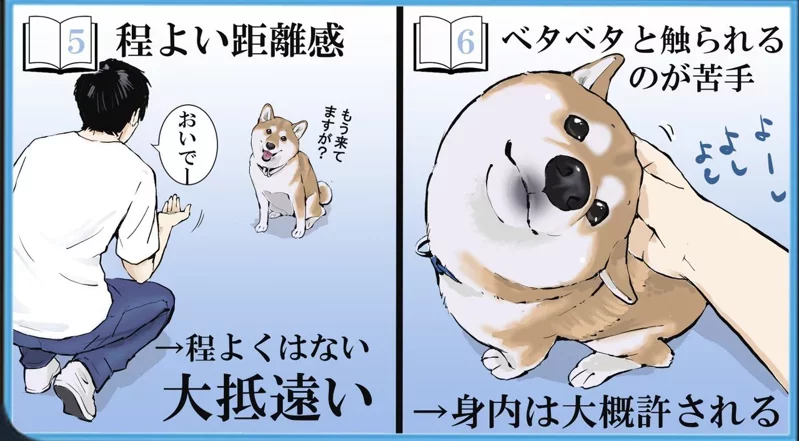 5
程よい距離感
おいでー
もう来て
ますが?
→程よくはない
大抵遠い
6
ベタベタと触られる
のが苦手
よーし
よし
よし
→身内は大概許される